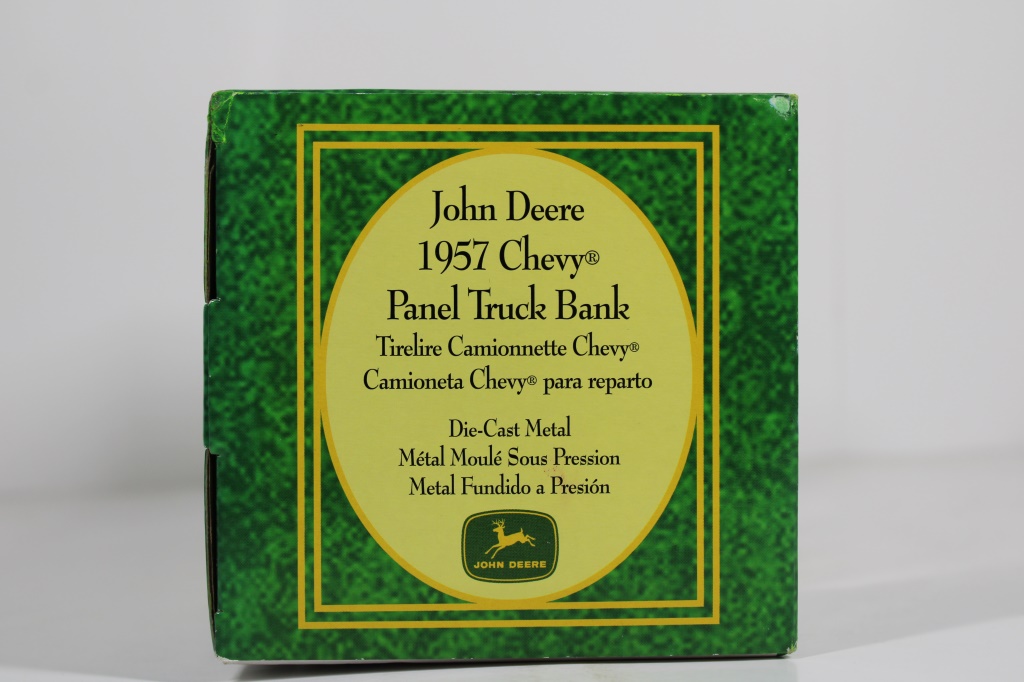 John Deere
1957 Chevy®
Panel Truck Bank
Tirelire Camionnette Chevy®
Camioneta Chevy® para reparto
Die-Cast Metal
Métal Moulé Sous Pression
Metal Fundido a Presión
JOHN DEERE